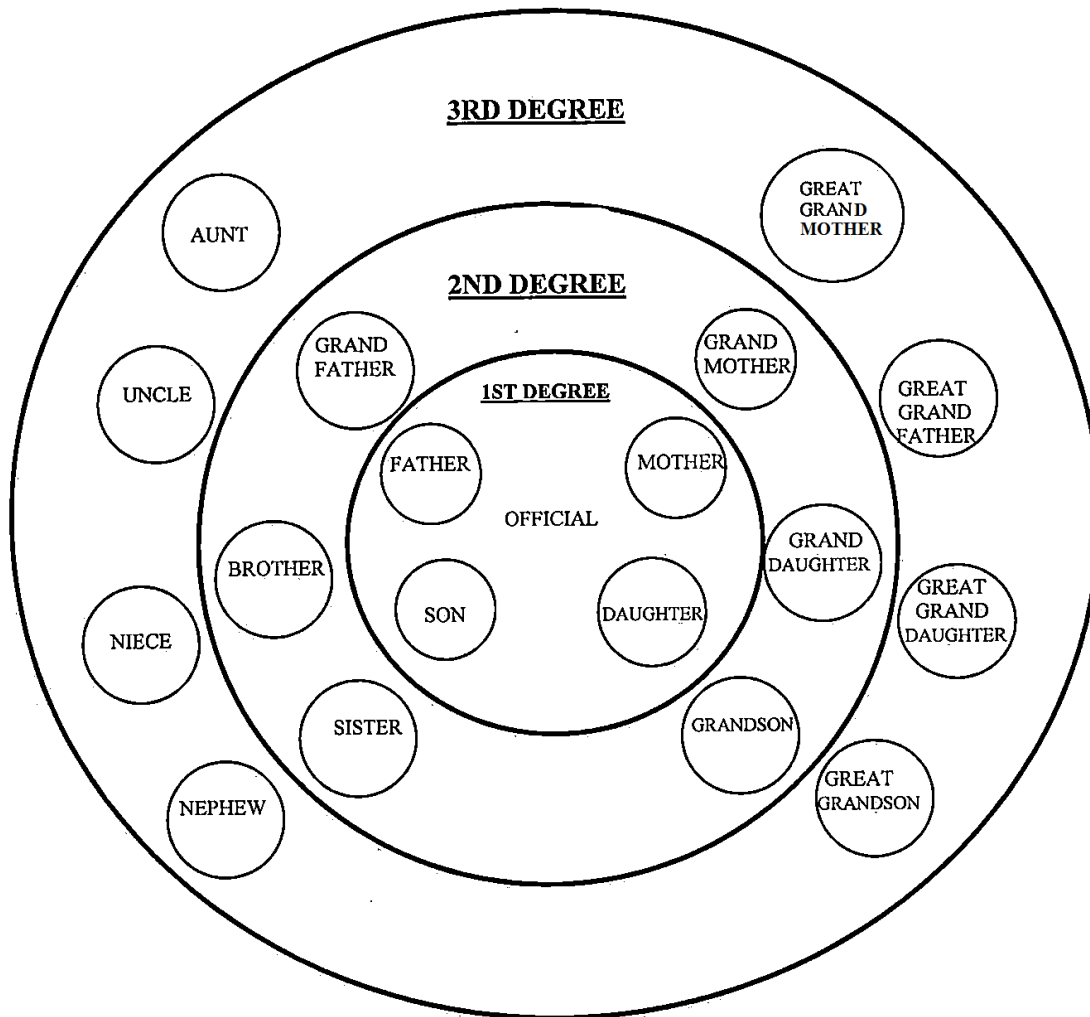 3RD DEGREE
AUNT
GREAT
GRAND
MOTHER
2ND DEGREE
GRAND
FATHER
GRAND
MOTHER
UNCLE
GREAT
GRAND
FATHER
1ST DEGREE
FATHER
MOTHER
OFFICIAL
BROTHER
GRAND
DAUGHTER
SON
DAUGHTER
NIECE
GREAT
GRAND
DAUGHTER
SISTER
GRANDSON
NEPHEW
GREAT
GRANDSON